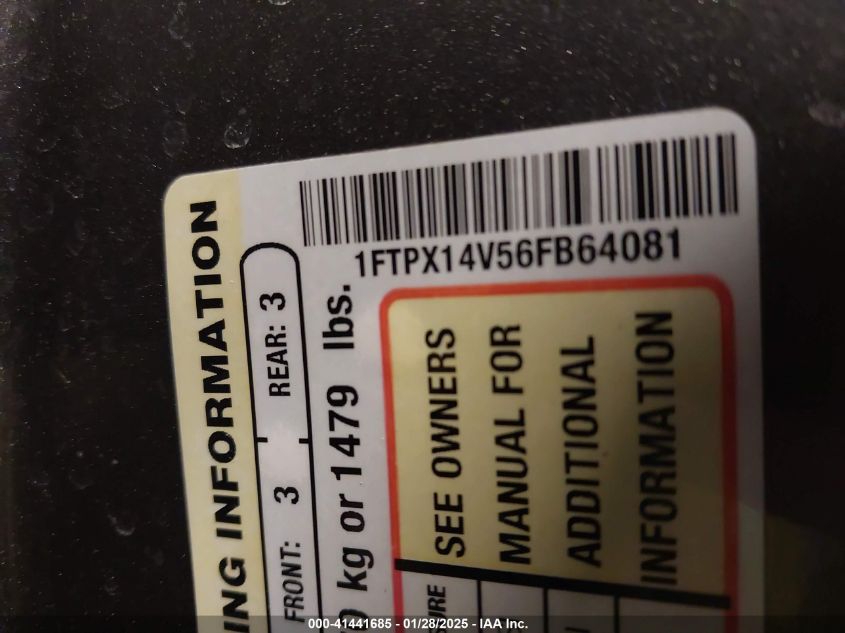 ING INFORMATION
FRONT: 3 REAR: 3
kg or 1479 lbs.
1FTPX14V56FB64081
SEE OWNERS
MANUAL FOR
ADDITIONAL
INFORMATION
000-41441685 - 01/28/2025 - IAA Inc.